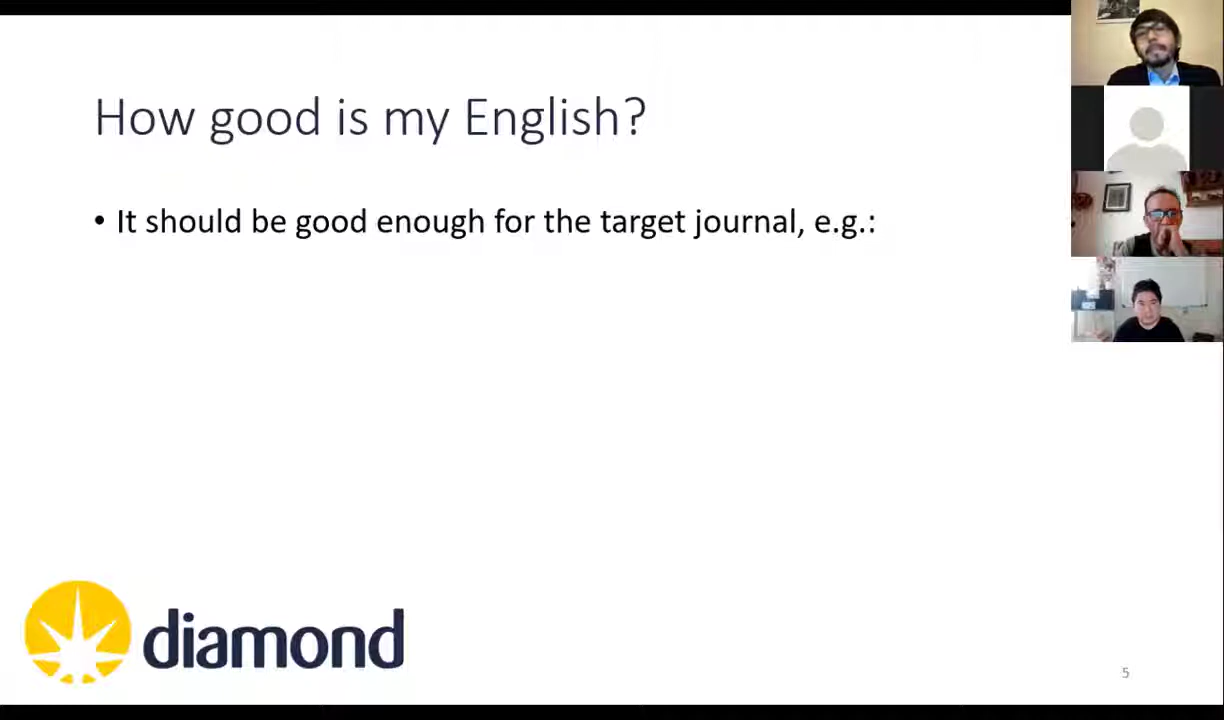 How good is my English?
• It should be good enough for the target journal, e.g.:
diamond
5